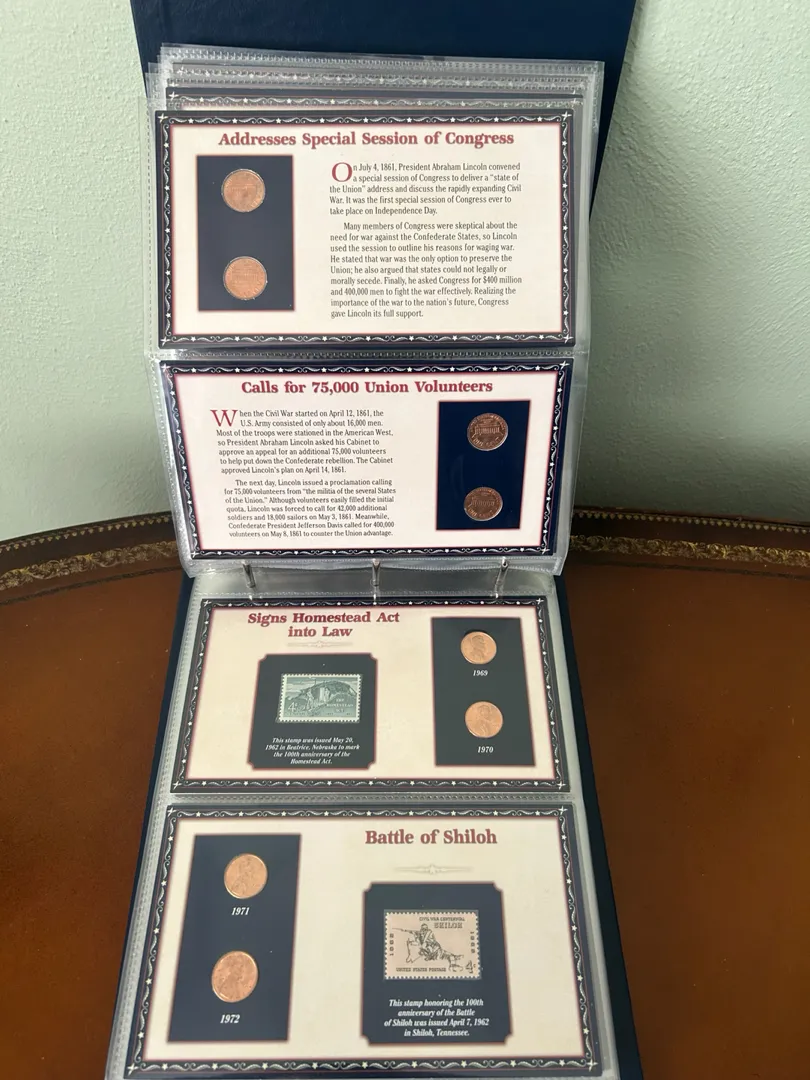 Addresses Special Session of Congress
On July 4, 1861, President Abraham Lincoln convened
a special session of Congress to deliver a "state of
the Union" address and discuss the rapidly expanding Civil
War. It was the first special session of Congress ever to
take place on Independence Day.
Many members of Congress were skeptical about the
need for war against the Confederate States, so Lincoln
used the session to outline his reasons for waging war.
He stated that war was the only option to preserve the
Union; he also argued that states could not legally or
morally secede. Finally, he asked Congress for $400 million
and 400,000 men to fight the war effectively. Realizing the
importance of the war to the nation's future, Congress
gave Lincoln its full support.
Calls for 75,000 Union Volunteers
When the Civil War started on April 12, 1861, the
U.S. Army consisted of only about 16,000 men.
Most of the troops were stationed in the American West,
so President Abraham Lincoln asked his Cabinet to
approve an appeal for an additional 75,000 volunteers
to help put down the Confederate rebellion. The Cabinet
approved Lincoln's plan on April 14, 1861.
The next day, Lincoln issued a proclamation calling
for 75,000 volunteers from "the militia of the several States
of the Union." Although volunteers easily filled the initial
quota, Lincoln was forced to call for 42,000 additional
soldiers and 18,000 sailors on May 3, 1861. Meanwhile,
Confederate President Jefferson Davis called for 400,000
volunteers on May 8, 1861 to counter the Union advantage.
Signs Homestead Act
into Law
4¢
THE
HOMESTEAD
This stamp was issued May 20,
1962 in Beatrice, Nebraska to mark
the 100th anniversary of the
Homestead Act.
1969
1970
Battle of Shiloh
1971
1972
CIVIL WAR CENTENNIAL
SHILOH
1862
1962
UNITED STATES POSTAGE
4¢
This stamp honoring the 100th
anniversary of the Battle
of Shiloh was issued April 7, 1962
in Shiloh, Tennessee.